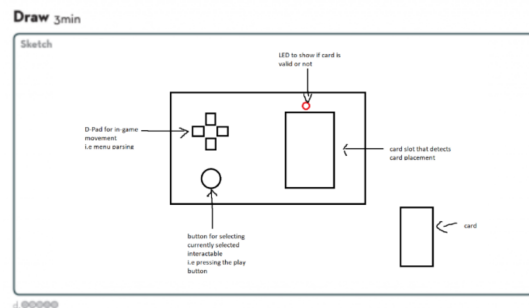 Draw 3min
Sketch
LED to show if card is
valid or not
D-Pad for in-game
movement
i.e menu parsing
card slot that detects
card placement
card
button for selecting
currently selected
interactable
i.e pressing the play
button